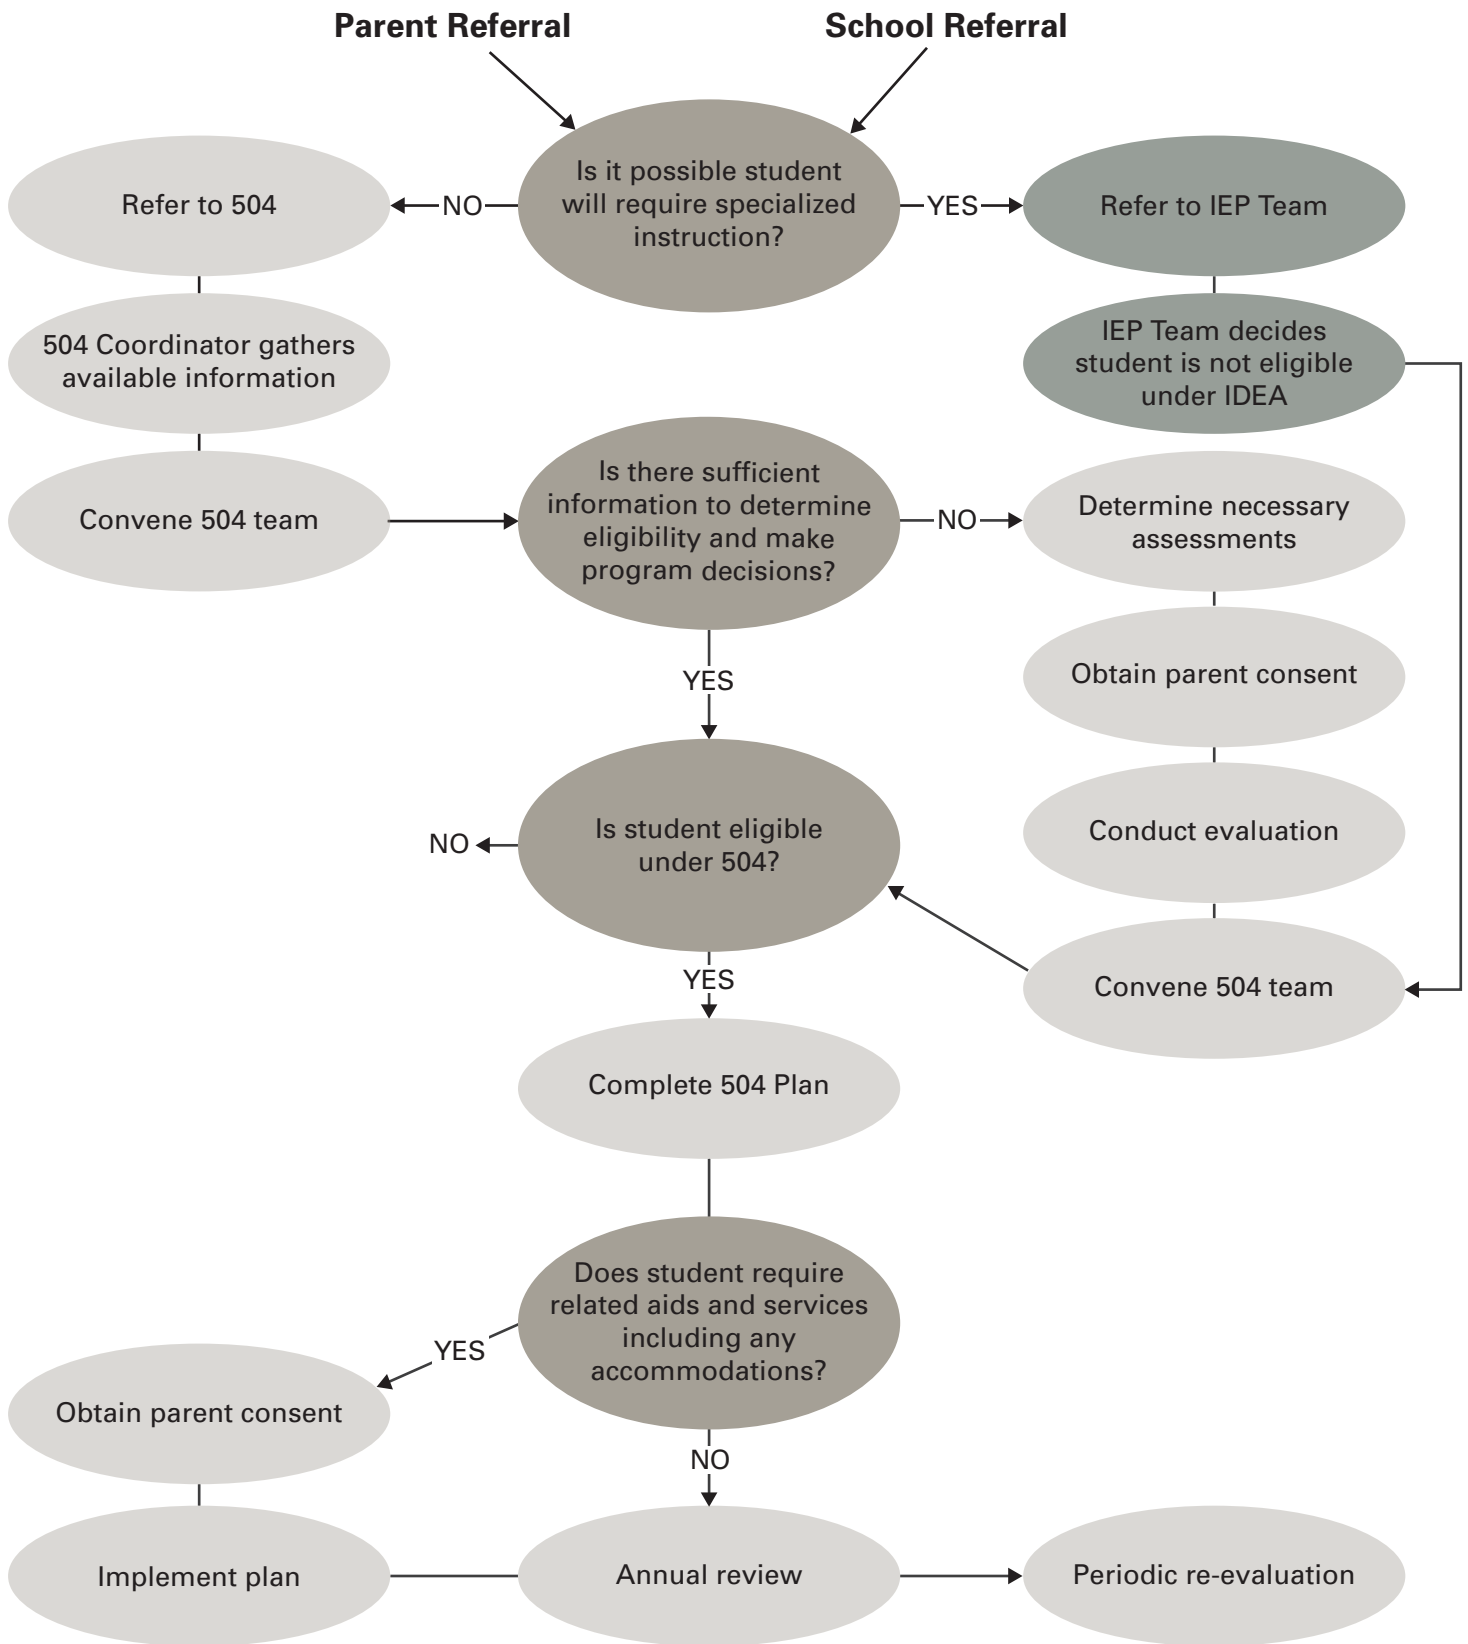 Parent Referral
School Referral
Is it possible student
will require specialized
instruction?
NO
Refer to 504
YES
Refer to IEP Team
504 Coordinator gathers
available information
IEP Team decides
student is not eligible
under IDEA
Convene 504 team
Is there sufficient
information to determine
eligibility and make
program decisions?
NO
Determine necessary
assessments
YES
Obtain parent consent
Is student eligible
under 504?
NO
Conduct evaluation
YES
Convene 504 team
Complete 504 Plan
Does student require
related aids and services
including any
accommodations?
YES
Obtain parent consent
NO
Implement plan
Annual review
Periodic re-evaluation